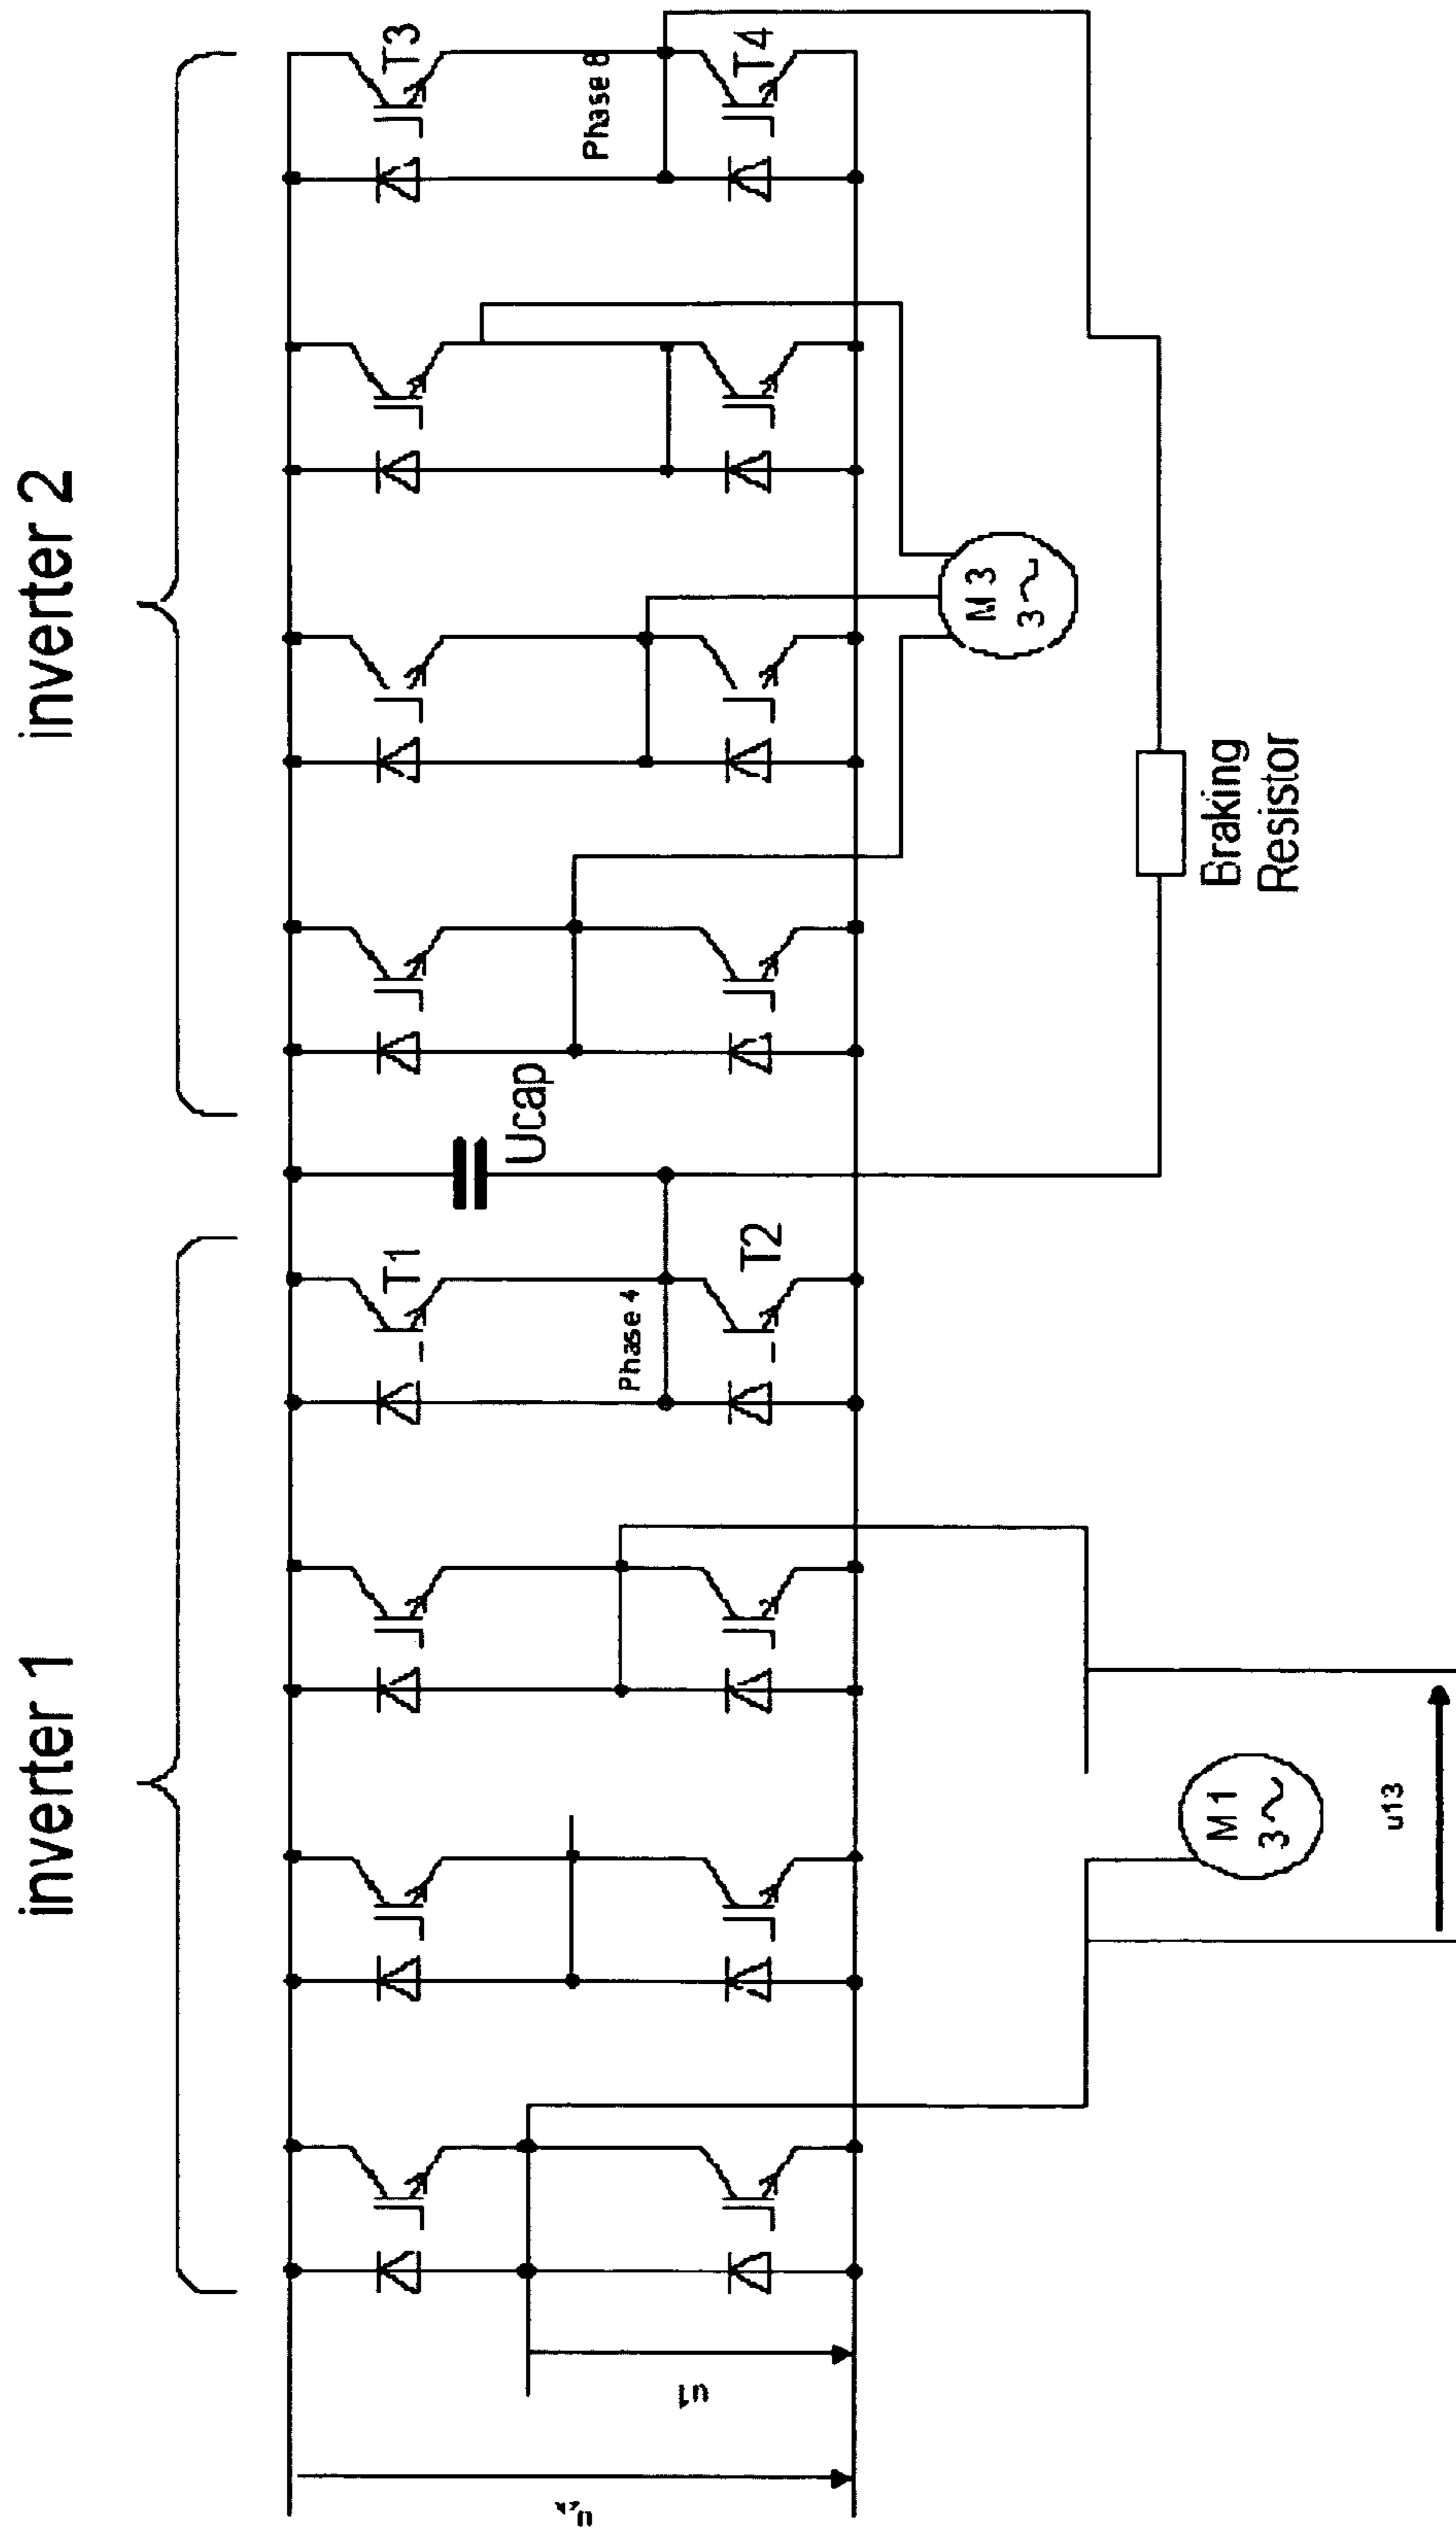 inverter 1
inverter 2
T1
T2
T3
T4
Phase 4
Phase 8
Ucap
M 1
3~
M 3
3~
Braking
Resistor
u1
u13